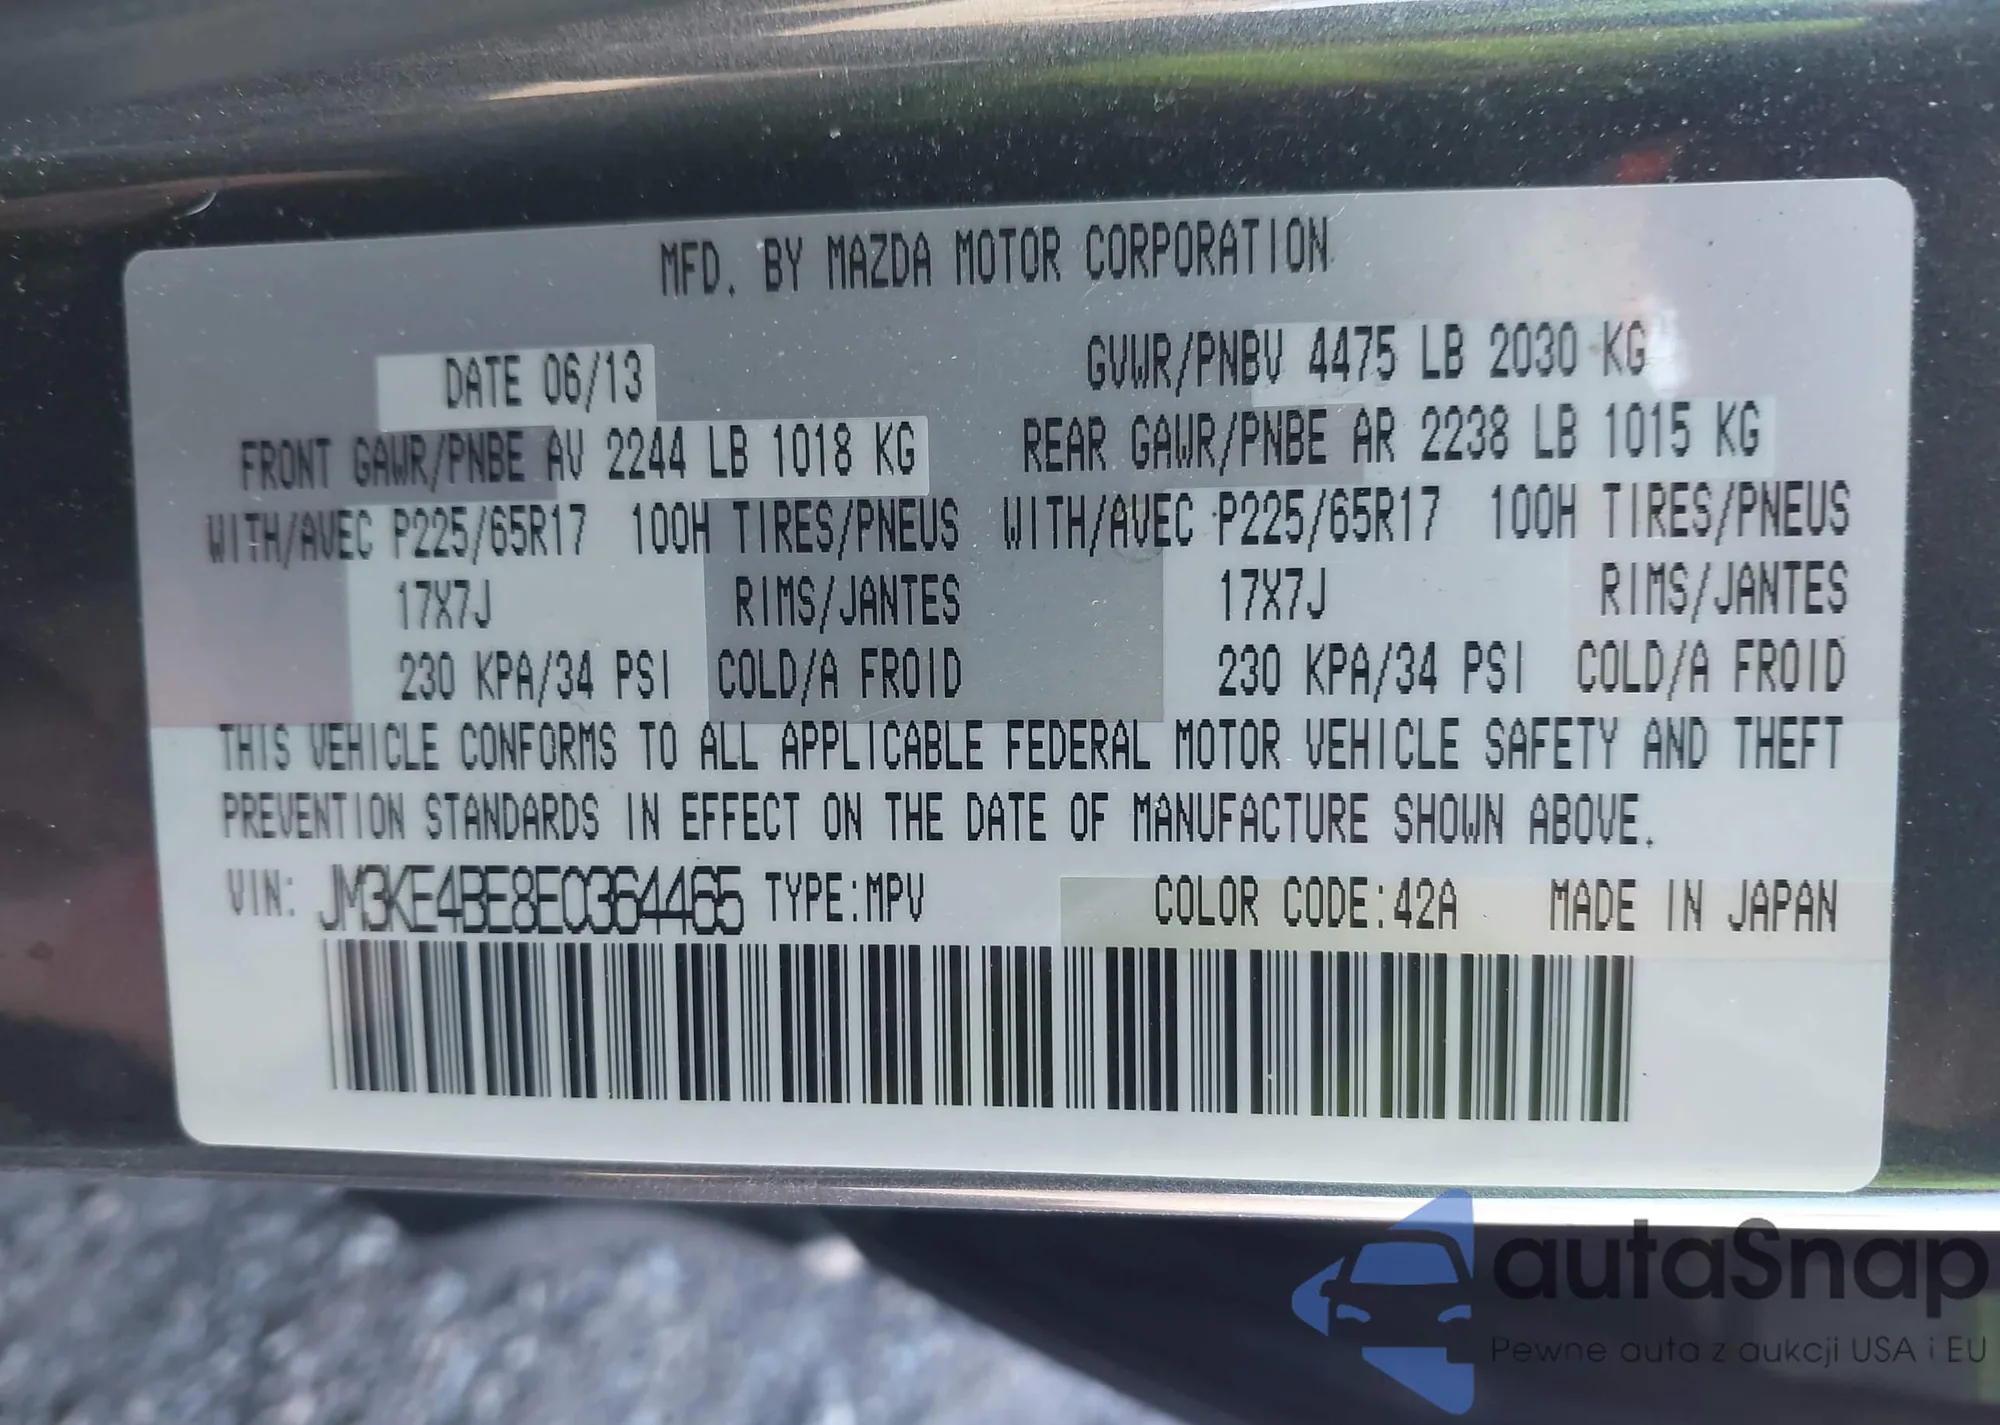 MFD. BY MAZDA MOTOR CORPORATION
DATE 06/13 GVWR/PNBV 4475 LB 2030 KG
FRONT GAWR/PNBE AV 2244 LB 1018 KG REAR GAWR/PNBE AR 2238 LB 1015 KG
WITH/AVEC P225/65R17 100H TIRES/PNEUS WITH/AVEC P225/65R17 100H TIRES/PNEUS
17X7J RIMS/JANTES 17X7J RIMS/JANTES
230 KPA/34 PSI COLD/A FROID 230 KPA/34 PSI COLD/A FROID
THIS VEHICLE CONFORMS TO ALL APPLICABLE FEDERAL MOTOR VEHICLE SAFETY AND THEFT
PREVENTION STANDARDS IN EFFECT ON THE DATE OF MANUFACTURE SHOWN ABOVE.
VIN: JM3KE4BE8E0364465 TYPE:MPV COLOR CODE:42A MADE IN JAPAN
autoSnap
Pewne auta z aukcji USA i EU